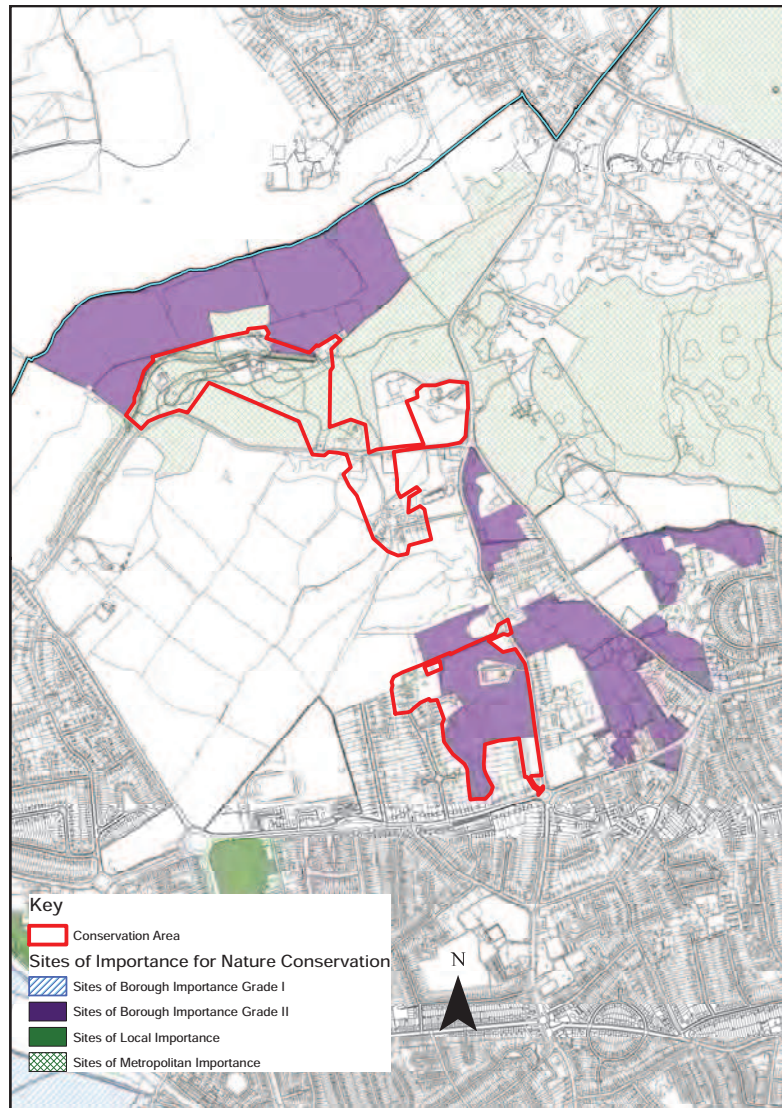 N
Key
Conservation Area
Sites of Importance for Nature Conservation
Sites of Borough Importance Grade I
Sites of Borough Importance Grade II
Sites of Local Importance
Sites of Metropolitan Importance